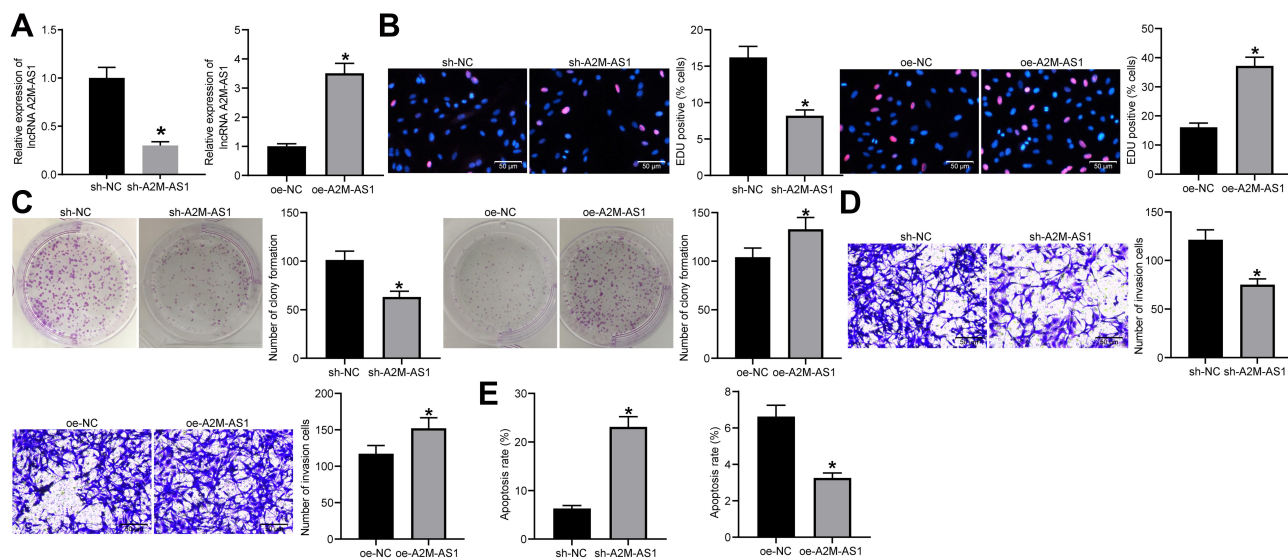 A
Relative expression of
lncRNA A2M-AS1
1.5
1.0
0.5
0.0
*
sh-NC
sh-A2M-AS1
Relative expression of
lncRNA A2M-AS1
5
4
3
2
1
0
*
oe-NC
oe-A2M-AS1
B
sh-NC
sh-A2M-AS1
50 μm
50 μm
EDU positive (% cells)
20
15
10
5
0
*
sh-NC
sh-A2M-AS1
oe-NC
oe-A2M-AS1
50 μm
50 μm
EDU positive (% cells)
50
40
30
20
10
0
*
oe-NC
oe-A2M-AS1
C
sh-NC
sh-A2M-AS1
Number of clony formation
150
100
50
0
*
sh-NC
sh-A2M-AS1
oe-NC
oe-A2M-AS1
Number of clony formation
150
100
50
0
*
oe-NC
oe-A2M-AS1
D
sh-NC
sh-A2M-AS1
Number of invasion cells
150
100
50
0
*
sh-NC
sh-A2M-AS1
oe-NC
oe-A2M-AS1
Number of invasion cells
200
150
100
50
0
*
oe-NC
oe-A2M-AS1
E
Apoptosis rate (%)
30
20
10
0
*
sh-NC
sh-A2M-AS1
Apoptosis rate (%)
8
6
4
2
0
*
oe-NC
oe-A2M-AS1